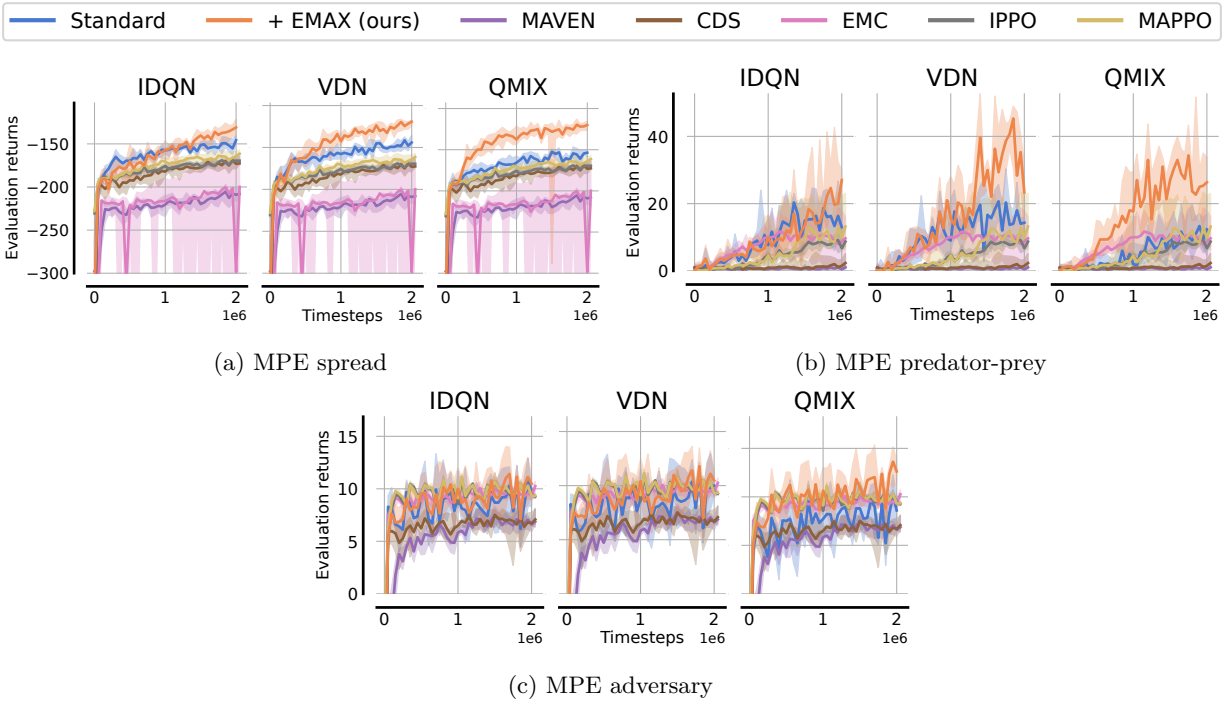 Standard + EMAX (ours) MAVEN CDS EMC IPPO MAPPO
IDQN VDN QMIX
Evaluation returns
−150
−200
−250
−300
0 1 2 0 1 2 0 1 2
1e6 Timesteps 1e6 1e6
(a) MPE spread
IDQN VDN QMIX
Evaluation returns
40
20
0
0 1 2 0 1 2 0 1 2
1e6 Timesteps 1e6 1e6
(b) MPE predator-prey
IDQN VDN QMIX
Evaluation returns
15
10
5
0
0 1 2 0 1 2 0 1 2
1e6 Timesteps 1e6 1e6
(c) MPE adversary